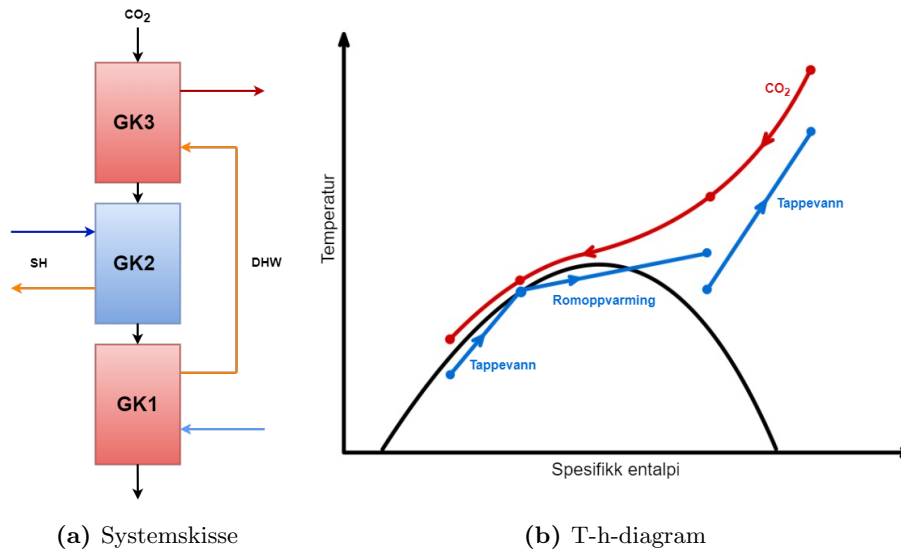 CO₂
GK3
GK2
SH
DHW
GK1
(a) Systemskisse
Temperatur
CO₂
Tappevann
Romoppvarming
Tappevann
Spesifikk entalpi
(b) T-h-diagram